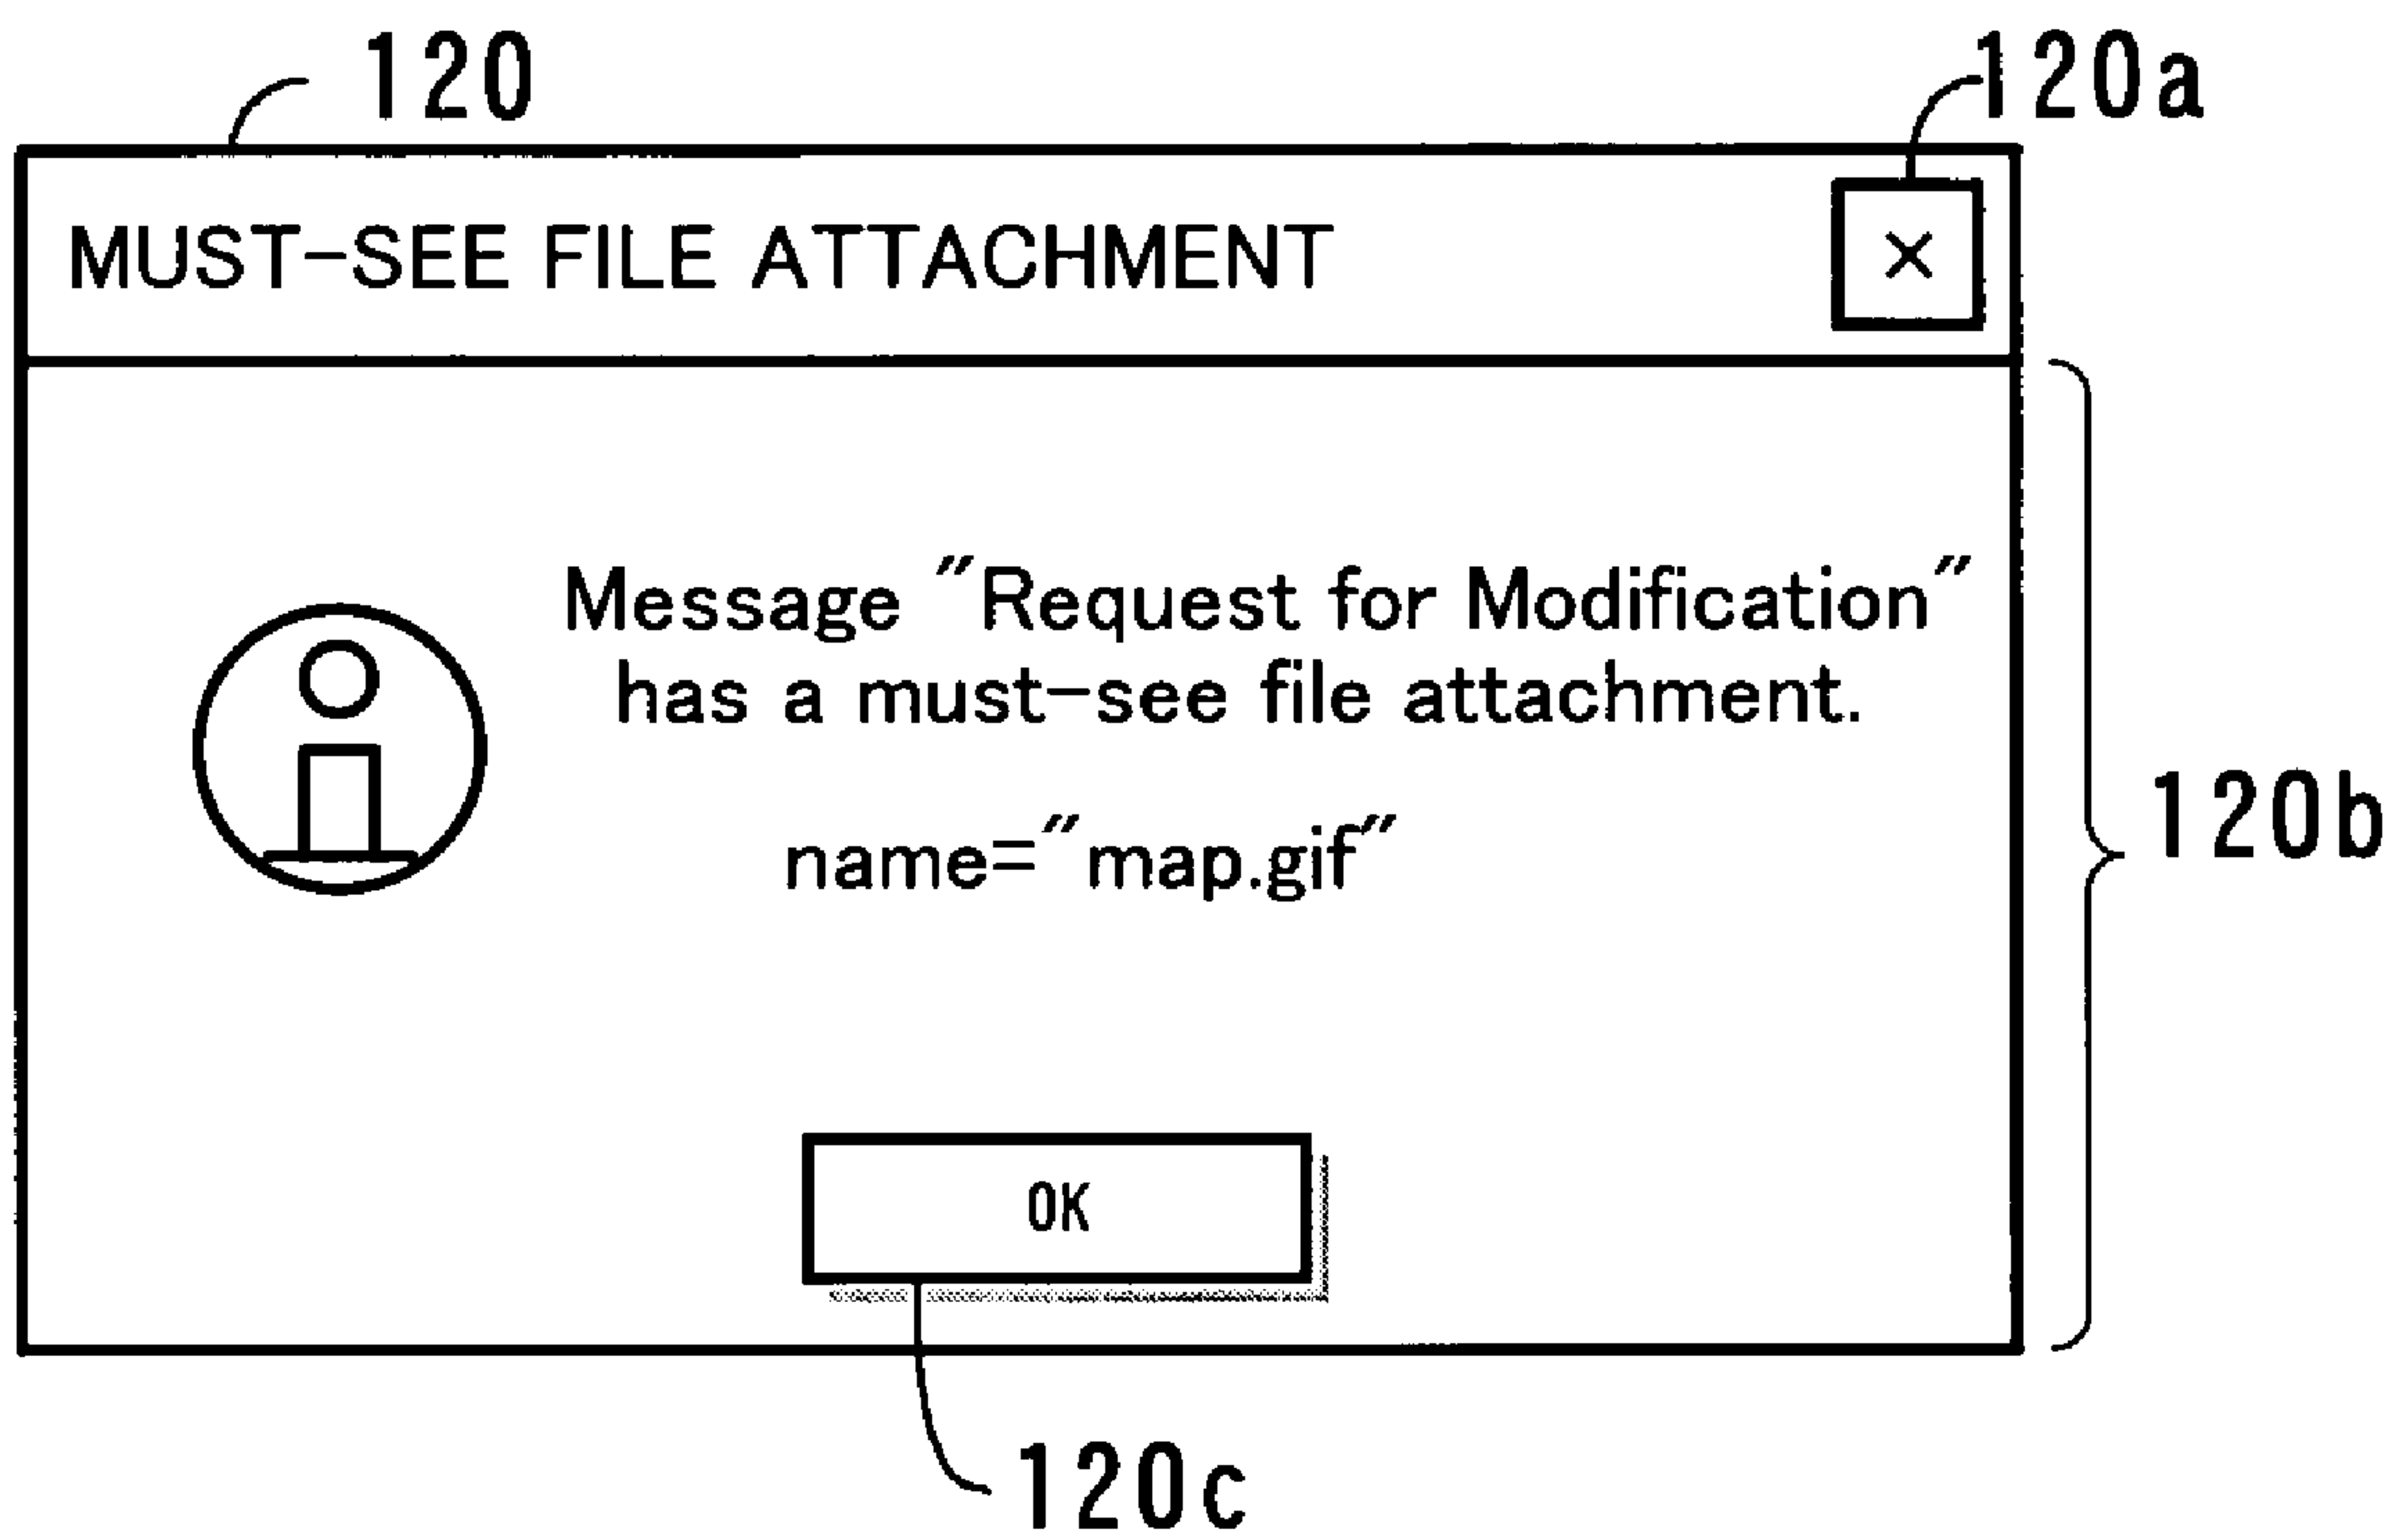 120
120a
MUST-SEE FILE ATTACHMENT
×
Message "Request for Modification"
has a must-see file attachment.
name="map.gif"
120b
OK
120c